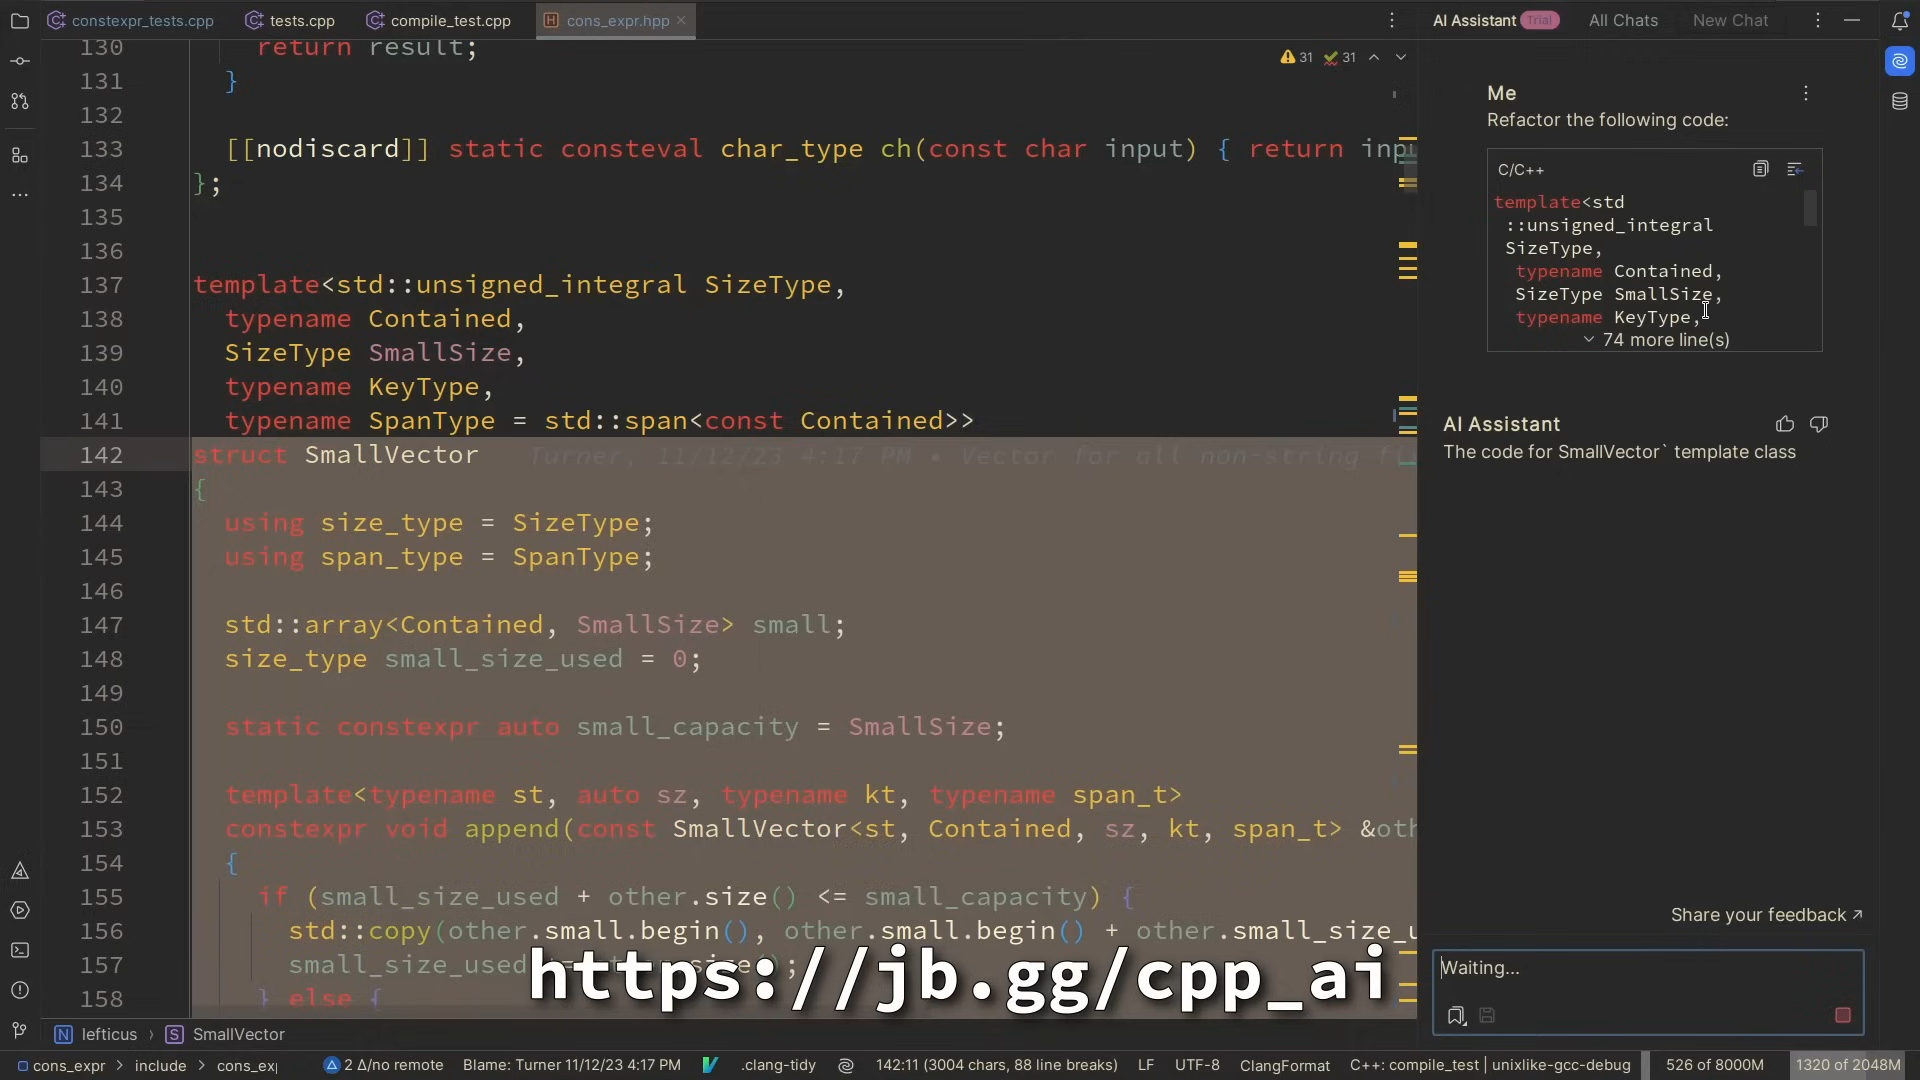 constexpr_tests.cpp
tests.cpp
compile_test.cpp
cons_expr.hpp
AI Assistant Trial
All Chats
New Chat
31 31
130 return result;
131 }
132
133 [[nodiscard]] static consteval char_type ch(const char input) { return inpu
134 };
135
136
137 template<std::unsigned_integral SizeType,
138 typename Contained,
139 SizeType SmallSize,
140 typename KeyType,
141 typename SpanType = std::span<const Contained>>
142 struct SmallVector Turner, 11/12/23 4:17 PM • Vector for all non-string
143 {
144 using size_type = SizeType;
145 using span_type = SpanType;
146
147 std::array<Contained, SmallSize> small;
148 size_type small_size_used = 0;
149
150 static constexpr auto small_capacity = SmallSize;
151
152 template<typename st, auto sz, typename kt, typename span_t>
153 constexpr void append(const SmallVector<st, Contained, sz, kt, span_t> &oth
154 {
155 if (small_size_used + other.size() <= small_capacity) {
156 std::copy(other.small.begin(), other.small.begin() + other.small_size_u
157 small_size_used
158 } else {
https://jb.gg/cpp_ai
Me
Refactor the following code:
C/C++
template<std
::unsigned_integral
SizeType,
typename Contained,
SizeType SmallSize,
typename KeyType,
74 more line(s)
AI Assistant
The code for SmallVector` template class
Share your feedback ↗
Waiting...
N lefticus › S SmallVector
cons_expr › include › cons_ex
2 Δ/no remote
Blame: Turner 11/12/23 4:17 PM
.clang-tidy
142:11 (3004 chars, 88 line breaks)
LF
UTF-8
ClangFormat
C++: compile_test | unixlike-gcc-debug
526 of 8000M
1320 of 2048M